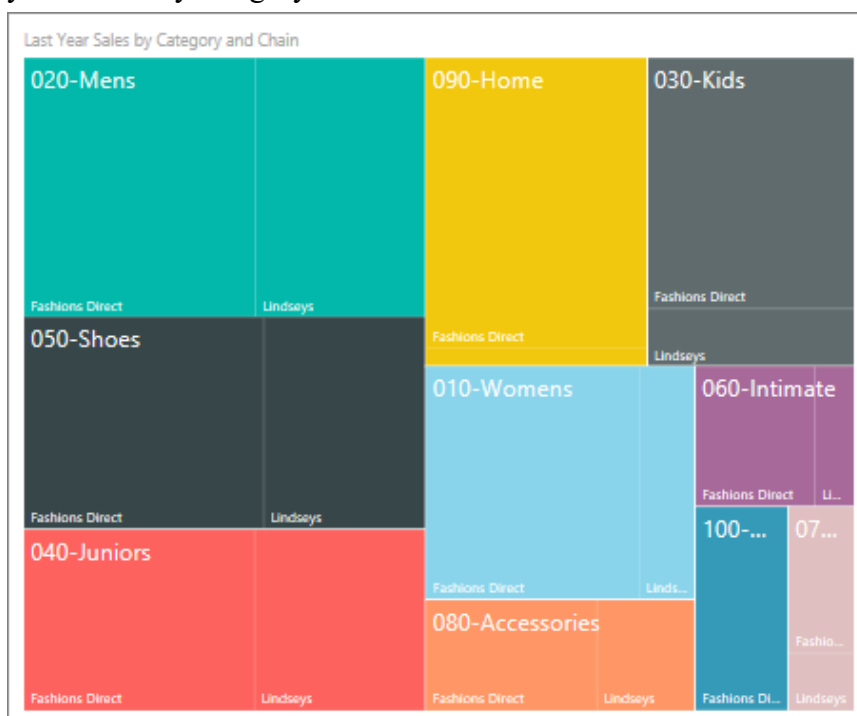 Last Year Sales by Category and Chain
020-Mens
Fashions Direct
Lindseys
050-Shoes
Fashions Direct
Lindseys
040-Juniors
Fashions Direct
Lindseys
090-Home
Fashions Direct
030-Kids
Fashions Direct
Lindseys
010-Womens
Fashions Direct
Linds...
080-Accessories
Fashions Direct
Lindseys
060-Intimate
Fashions Direct
Li...
100-...
Fashions Di...
07...
Fashio...
Lindseys